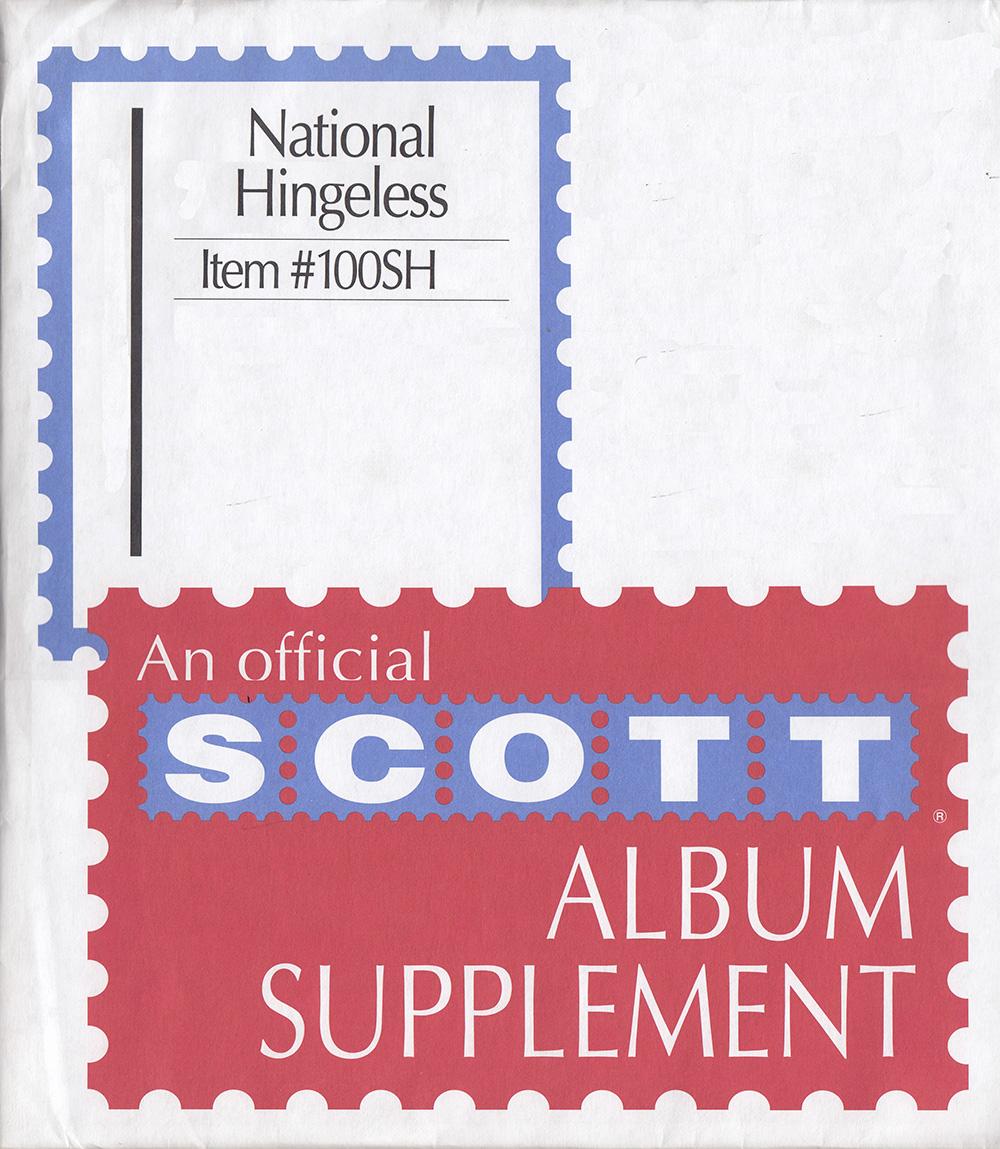 National
Hingeless
Item #100SH
An official
SCOTT
®
ALBUM
SUPPLEMENT